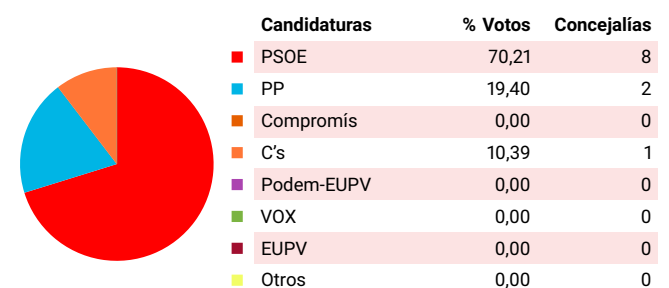 Candidaturas % Votos Concejalías
PSOE 70,21 8
PP 19,40 2
Compromís 0,00 0
C’s 10,39 1
Podem-EUPV 0,00 0
VOX 0,00 0
EUPV 0,00 0
Otros 0,00 0